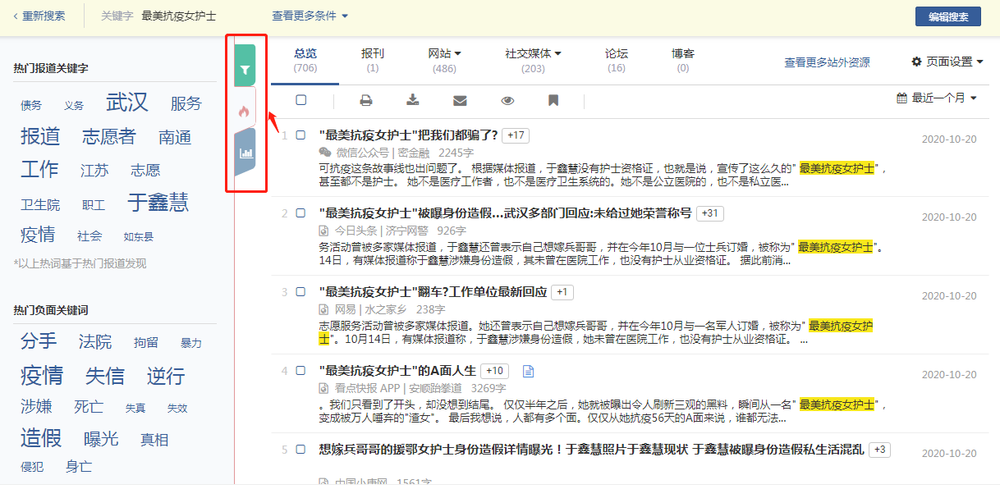 重新搜索
关键字 最美抗疫女护士
查看更多条件
编辑搜索
热门报道关键字
债务 义务 武汉 服务
报道 志愿者 南通
工作 江苏 志愿
卫生院 职工 于鑫慧
疫情 社会 如东县
*以上热词基于热门报道发现
热门负面关键词
分手 法院 拘留 暴力
疫情 失信 逆行
涉嫌 死亡 失真 失效
造假 曝光 真相
侵犯 身亡
总览 报刊 网站 社交媒体 论坛 博客
(706) (1) (486) (203) (16) (0)
查看更多站外资源
页面设置
最近一个月
1 "最美抗疫女护士"把我们都骗了? +17 2020-10-20
微信公众号 | 密金融 2245字
可抗疫这条故事线也出问题了。 根据媒体报道，于鑫慧没有护士资格证，也就是说，宣传了这么久的" 最美抗疫女护士"，
甚至都不是护士。 她不是医疗工作者，也不是医疗卫生系统的。她不是公立医院的，也不是私立医...
2 "最美抗疫女护士"被曝身份造假...武汉多部门回应:未给过她荣誉称号 +31 2020-10-20
今日头条 | 济宁网警 926字
务活动曾被多家媒体报道，于鑫慧还曾表示自己想嫁兵哥哥，并在今年10月与一位士兵订婚，被称为" 最美抗疫女护士"。
14日，有媒体报道称于鑫慧涉嫌身份造假，其未曾在医院工作，也没有护士从业资格证。 据此前消...
3 "最美抗疫女护士"翻车?工作单位最新回应 +1 2020-10-20
网易 | 水之家乡 238字
志愿服务活动曾被多家媒体报道。她还曾表示自己想嫁兵哥哥，并在今年10月与一名军人订婚，被称为" 最美抗疫女护
士"。10月14日，有媒体报道称，于鑫慧涉嫌身份造假，她未曾在医院工作，也没有护士从业资格证。 ...
4 "最美抗疫女护士"的A面人生 +10 2020-10-20
看点快报 APP | 安顺跆拳道 3269字
。我们只看到了开头，却没想到结尾。 仅仅半年之后，她就被曝出令人刷新三观的黑料，瞬间从一名" 最美抗疫女护士"，
变成被万人唾弃的"渣女"。 最后我想说，人都有多个面。仅仅从她抗疫56天的A面来说，谁都无法...
5 想嫁兵哥哥的援鄂女护士身份造假详情曝光！于鑫慧照片于鑫慧现状 于鑫慧被曝身份造假私生活混乱 +3 2020-10-20
中国小康网 1561字